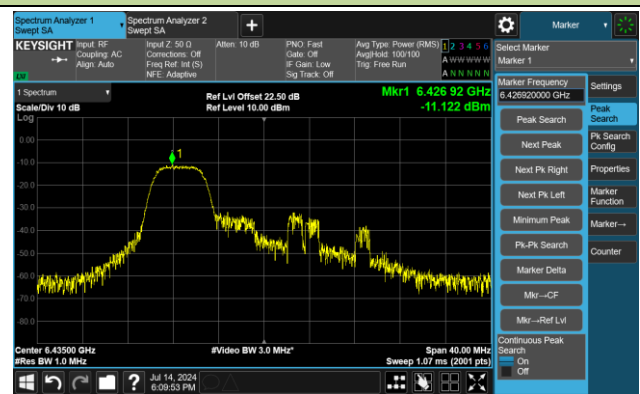 Spectrum Analyzer 1
Swept SA
Spectrum Analyzer 2
Swept SA
+
Marker
KEYSIGHT
Input: RF
Coupling: AC
Align: Auto
Input Z: 50 Ω
Corrections: Off
Freq Ref: Int (S)
NFE: Adaptive
Atten: 10 dB
PNO: Fast
Gate: Off
IF Gain: Low
Sig Track: Off
Avg Type: Power (RMS)
Avg|Hold: 100/100
Trig: Free Run
1 2 3 4 5 6
A W W W W W
A N N N N N
LVI
Select Marker
Marker 1
1 Spectrum
Scale/Div 10 dB
Log
Ref Lvl Offset 22.50 dB
Ref Level 10.00 dBm
Mkr1 6.426 92 GHz
-11.122 dBm
1
0.00
-10.0
-20.0
-30.0
-40.0
-50.0
-60.0
-70.0
-80.0
Center 6.43500 GHz
#Res BW 1.0 MHz
#Video BW 3.0 MHz*
Span 40.00 MHz
Sweep 1.07 ms (2001 pts)
Marker Frequency
6.426920000 GHz
Peak Search
Next Peak
Next Pk Right
Next Pk Left
Minimum Peak
Pk-Pk Search
Marker Delta
Mkr→CF
Mkr→Ref Lvl
Continuous Peak
Search
On
Off
Settings
Peak
Search
Pk Search
Config
Properties
Marker
Function
Marker→
Counter
?
Jul 14, 2024
6:09:53 PM